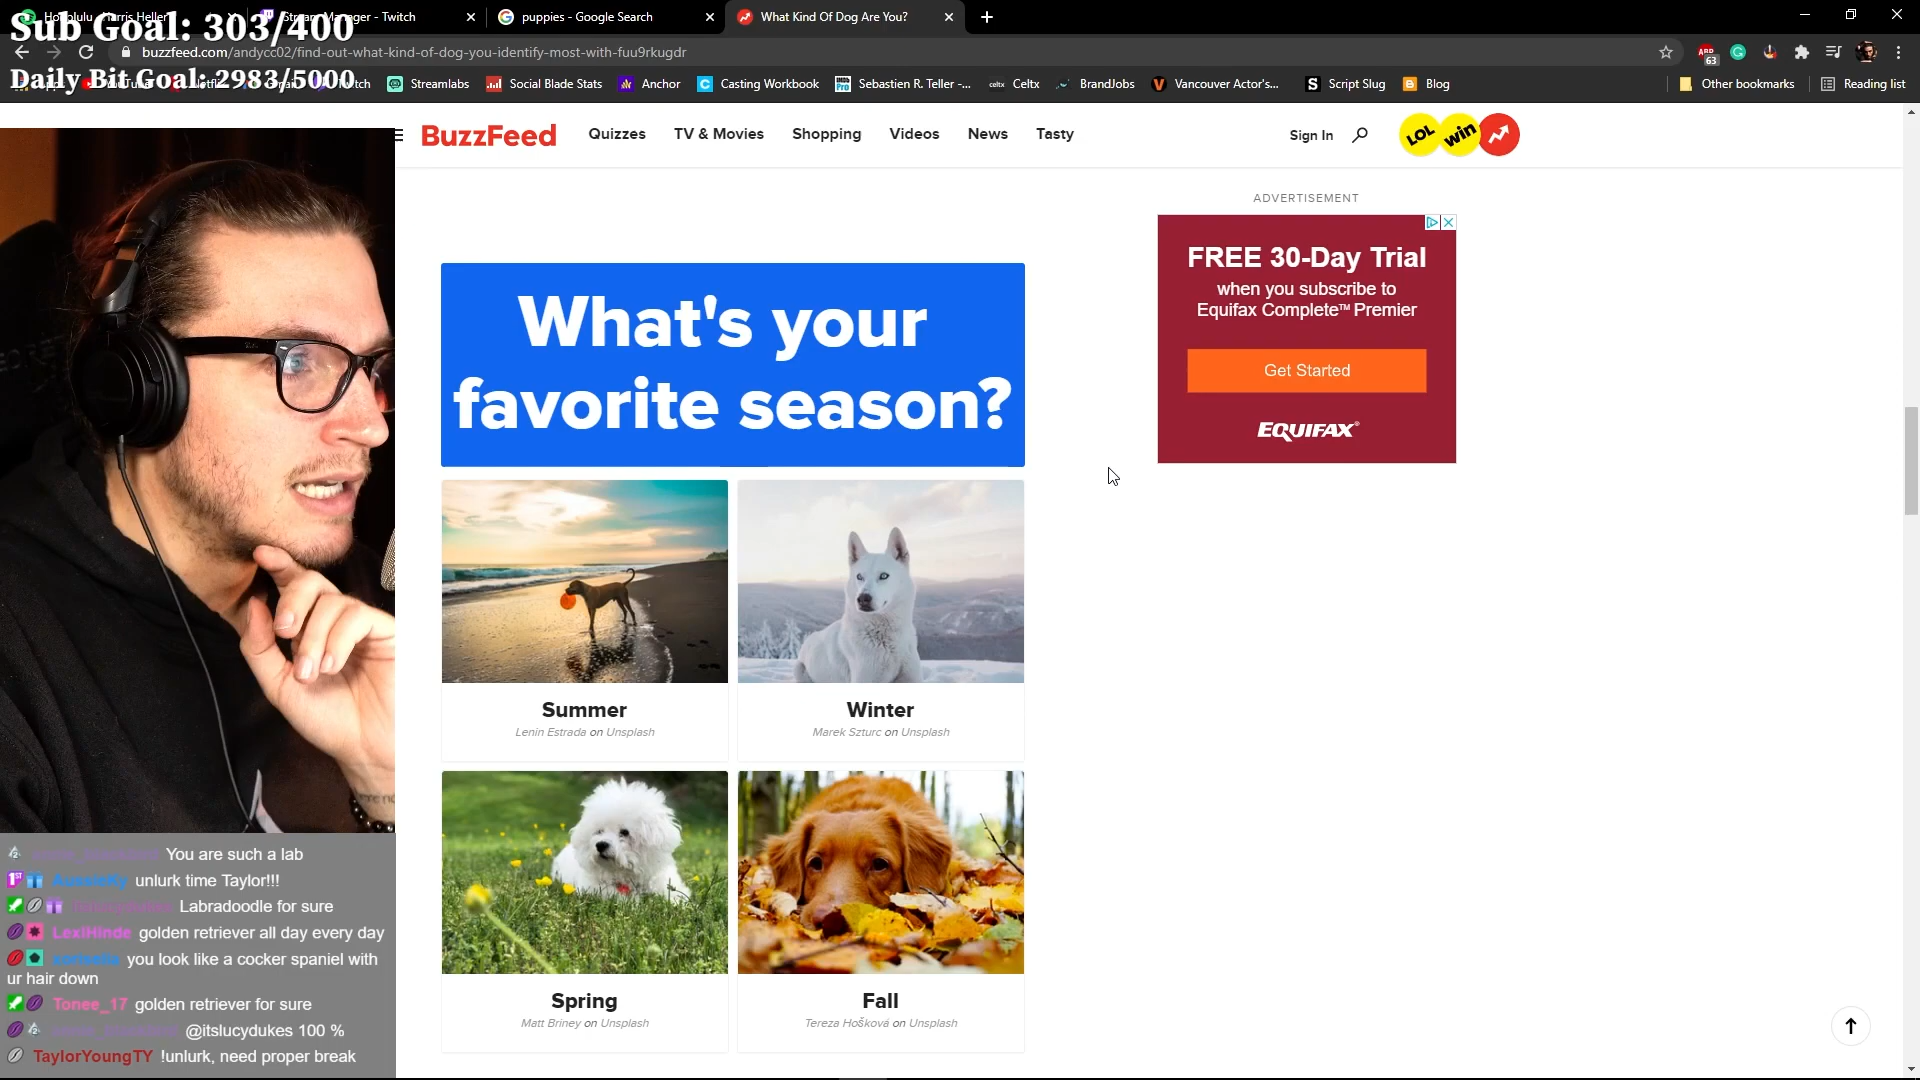 Sub Goal: 303/400
Daily Bit Goal: 2983/5000
Manager - Twitch
puppies - Google Search
What Kind Of Dog Are You?
buzzfeed.com/andycc02/find-out-what-kind-of-dog-you-identify-most-with-fuu9rkugdr
63
Streamlabs
Social Blade Stats
Anchor
Casting Workbook
Sebastien R. Teller -...
celtx Celtx
BrandJobs
Vancouver Actor's...
Script Slug
Blog
Other bookmarks
Reading list
BuzzFeed
Quizzes
TV & Movies
Shopping
Videos
News
Tasty
Sign In
LOL
win
ADVERTISEMENT
FREE 30-Day Trial
when you subscribe to
Equifax Complete™ Premier
Get Started
EQUIFAX®
What's your
favorite season?
Summer
Lenin Estrada on Unsplash
Winter
Marek Szturc on Unsplash
Spring
Matt Briney on Unsplash
Fall
Tereza Hošková on Unsplash
You are such a lab
unlurk time Taylor!!!
Labradoodle for sure
LexiHinde golden retriever all day every day
you look like a cocker spaniel with
ur hair down
Tonee_17 golden retriever for sure
@itslucydukes 100 %
TaylorYoungTY !unlurk, need proper break